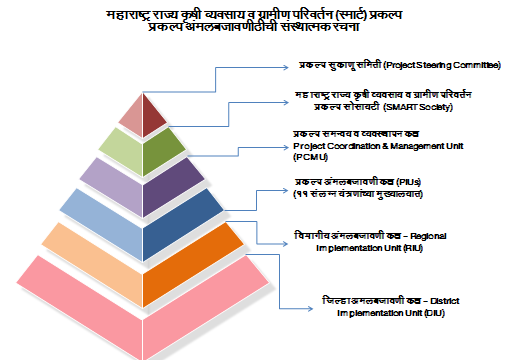 महाराष्ट्र राज्य कृषी व्यवसाय व ग्रामीण परिवर्तन (स्मार्ट) प्रकल्प
प्रकल्प अंमलबजावणीठीची संस्थात्मक रचना
प्रकल्प सुकाणू समिती (Project Steering Committee)
महाराष्ट्र राज्य कृषी व्यवसाय व ग्रामीण परिवर्तन
प्रकल्प सोसायटी (SMART Society)
प्रकल्प समन्वय व व्यवस्थापन कक्ष
Project Coordination & Management Unit
(PCMU)
प्रकल्प अंमलबजावणी कक्ष (PIUs)
(११ संलग्न यंत्रणांच्या मुख्यालयात)
विभागीय अंमलबजावणी कक्ष – Regional
Implementation Unit (RIU)
जिल्हा अंमलबजावणी कक्ष – District
Implementation Unit (DIU)